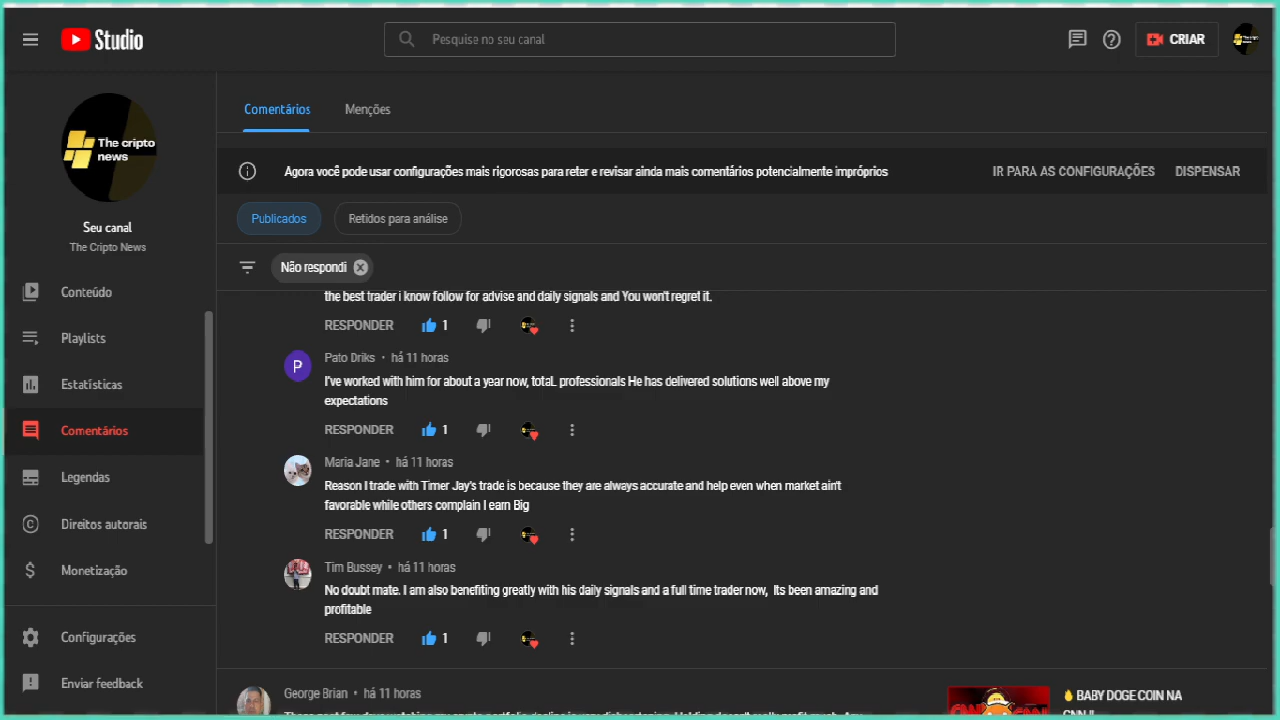 Studio
Pesquise no seu canal
CRIAR
The cripto
news
Seu canal
The Cripto News
Conteúdo
Playlists
Estatísticas
Comentários
Legendas
Direitos autorais
Monetização
Configurações
Enviar feedback
Comentários Menções
Agora você pode usar configurações mais rigorosas para reter e revisar ainda mais comentários potencialmente impróprios IR PARA AS CONFIGURAÇÕES DISPENSAR
Publicados Retidos para análise
Não respondi
the best trader i know follow for advise and daily signals and You won't regret it.
RESPONDER 1
P
Pato Driks • há 11 horas
I've worked with him for about a year now, totaL professionals He has delivered solutions well above my
expectations
RESPONDER 1
Maria Jane • há 11 horas
Reason I trade with Timer Jay's trade is because they are always accurate and help even when market ain't
favorable while others complain I earn Big
RESPONDER 1
Tim Bussey • há 11 horas
No doubt mate. I am also benefiting greatly with his daily signals and a full time trader now, Its been amazing and
profitable
RESPONDER 1
George Brian • há 11 horas
BABY DOGE COIN NA